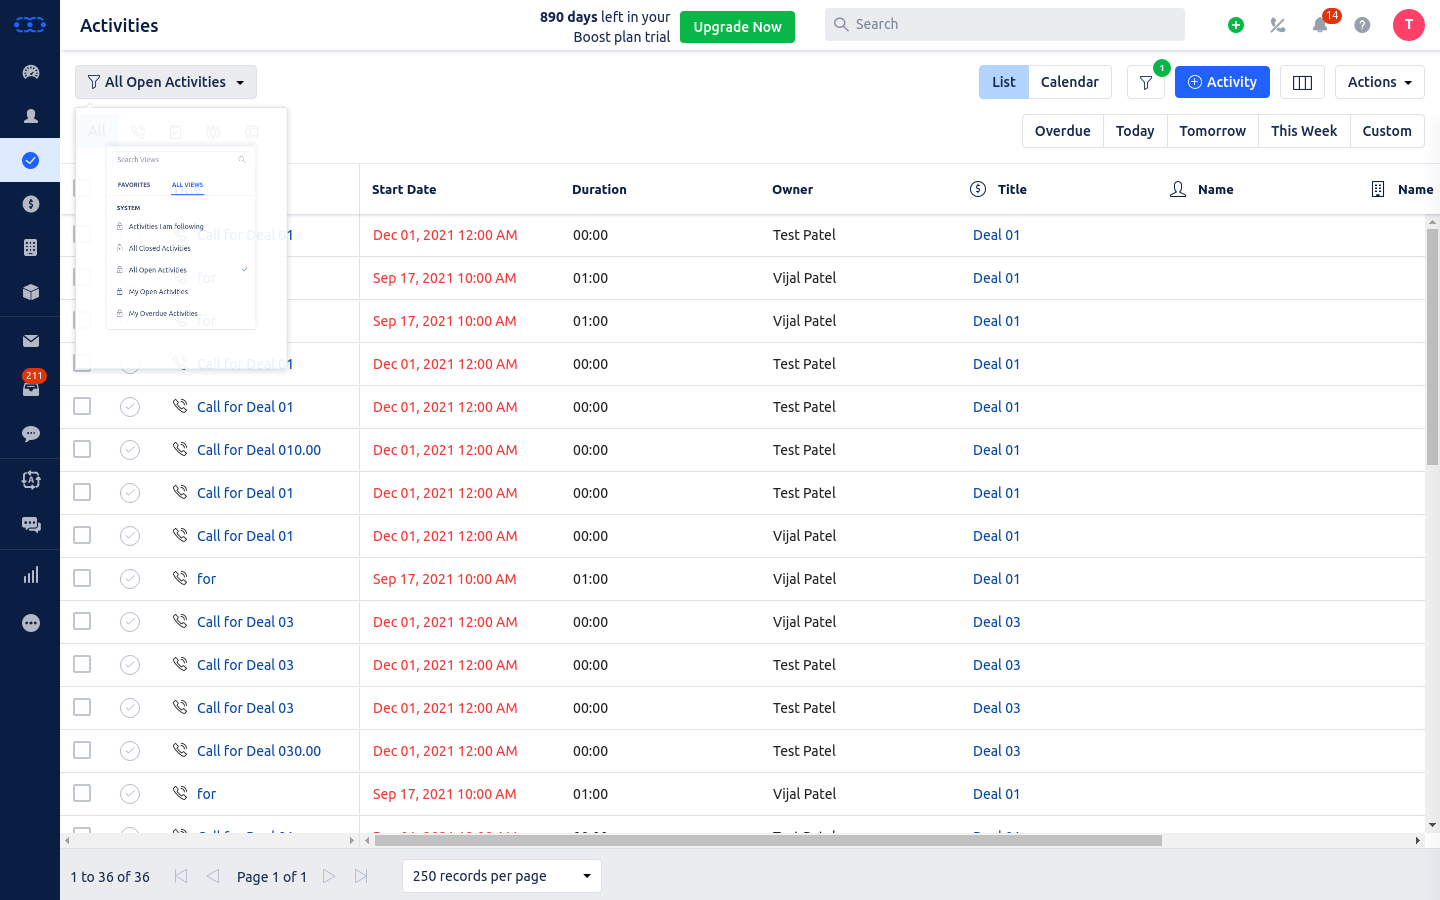 Activities
890 days left in your
Boost plan trial
Upgrade Now
Search
14
T
All Open Activities
List
Calendar
1
Activity
Actions
All
Overdue
Today
Tomorrow
This Week
Custom
Search Views
FAVORITES
ALL VIEWS
SYSTEM
Activities I am following
All Closed Activities
All Open Activities
My Open Activities
My Overdue Activities
Start Date
Duration
Owner
Title
Name
Name
Call for Deal 01 Dec 01, 2021 12:00 AM 00:00 Test Patel Deal 01
for Sep 17, 2021 10:00 AM 01:00 Vijal Patel Deal 01
for Sep 17, 2021 10:00 AM 01:00 Vijal Patel Deal 01
Call for Deal 01 Dec 01, 2021 12:00 AM 00:00 Test Patel Deal 01
211
Call for Deal 01 Dec 01, 2021 12:00 AM 00:00 Test Patel Deal 01
Call for Deal 010.00 Dec 01, 2021 12:00 AM 00:00 Test Patel Deal 01
Call for Deal 01 Dec 01, 2021 12:00 AM 00:00 Test Patel Deal 01
Call for Deal 01 Dec 01, 2021 12:00 AM 00:00 Vijal Patel Deal 01
for Sep 17, 2021 10:00 AM 01:00 Vijal Patel Deal 01
Call for Deal 03 Dec 01, 2021 12:00 AM 00:00 Vijal Patel Deal 03
Call for Deal 03 Dec 01, 2021 12:00 AM 00:00 Test Patel Deal 03
Call for Deal 03 Dec 01, 2021 12:00 AM 00:00 Test Patel Deal 03
Call for Deal 030.00 Dec 01, 2021 12:00 AM 00:00 Test Patel Deal 03
for Sep 17, 2021 10:00 AM 01:00 Vijal Patel Deal 01
1 to 36 of 36
Page 1 of 1
250 records per page